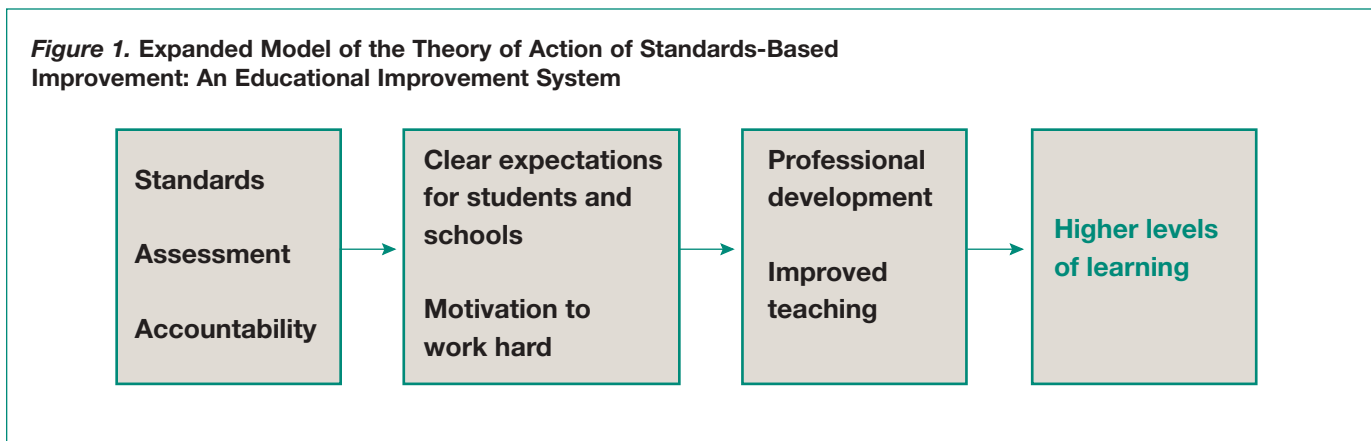 Figure 1. Expanded Model of the Theory of Action of Standards-Based
Improvement: An Educational Improvement System
Standards
Assessment
Accountability
Clear expectations
for students and
schools
Motivation to
work hard
Professional
development
Improved
teaching
Higher levels
of learning